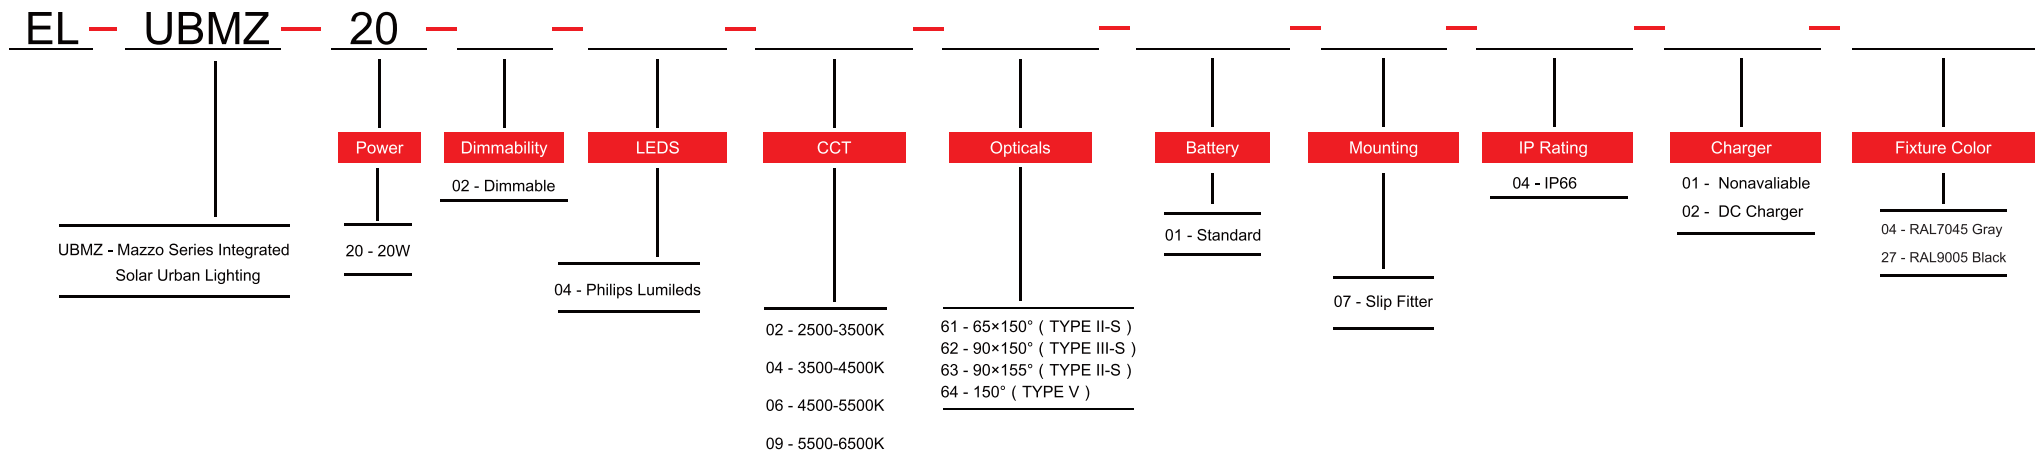 EL — UBMZ — 20 — — — — — — — — —
Power
Dimmability
LEDS
CCT
Opticals
Battery
Mounting
IP Rating
Charger
Fixture Color
UBMZ - Mazzo Series Integrated
Solar Urban Lighting
20 - 20W
02 - Dimmable
04 - Philips Lumileds
02 - 2500-3500K
04 - 3500-4500K
06 - 4500-5500K
09 - 5500-6500K
61 - 65×150° ( TYPE II-S )
62 - 90×150° ( TYPE III-S )
63 - 90×155° ( TYPE II-S )
64 - 150° ( TYPE V )
01 - Standard
07 - Slip Fitter
04 - IP66
01 - Nonavaliable
02 - DC Charger
04 - RAL7045 Gray
27 - RAL9005 Black